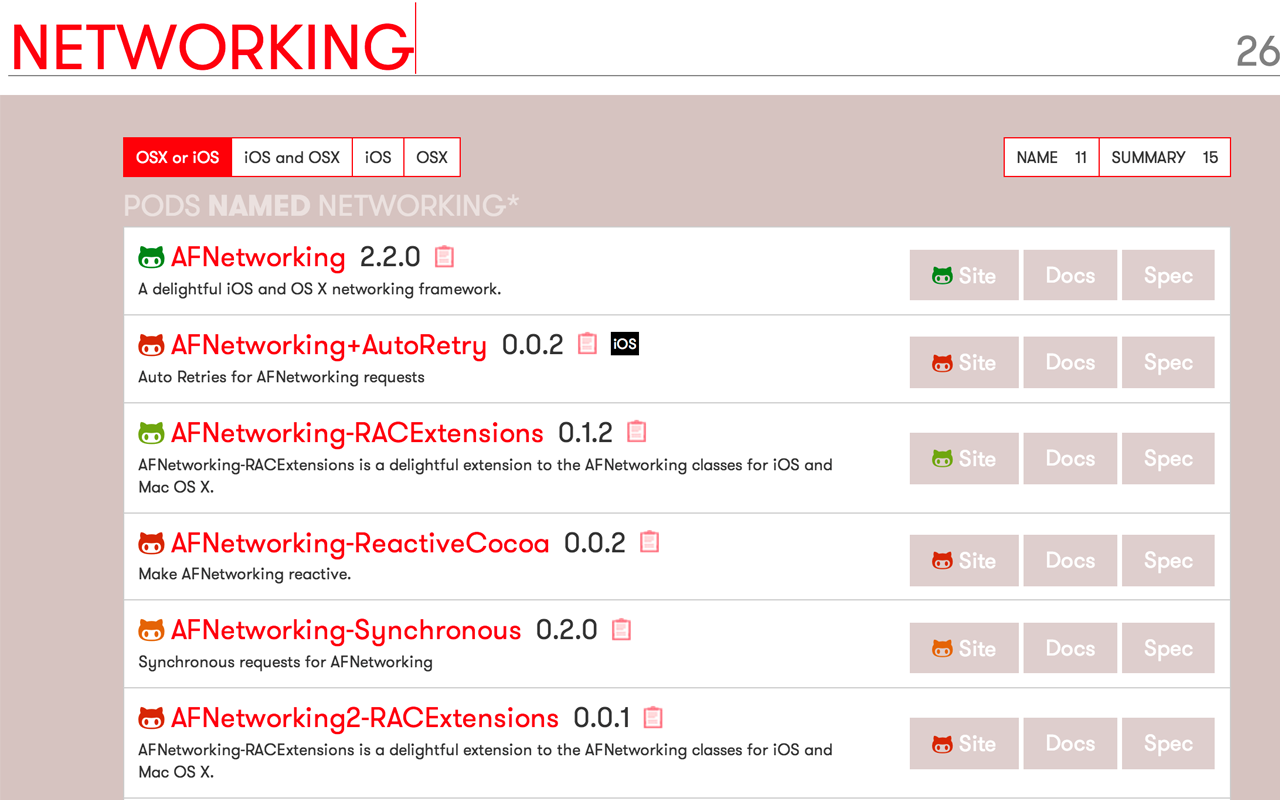 NETWORKING
26
OSX or iOS iOS and OSX iOS OSX
NAME 11 SUMMARY 15
PODS NAMED NETWORKING*
AFNetworking 2.2.0
A delightful iOS and OS X networking framework.
Site Docs Spec
AFNetworking+AutoRetry 0.0.2 iOS
Auto Retries for AFNetworking requests
Site Docs Spec
AFNetworking-RACExtensions 0.1.2
AFNetworking-RACExtensions is a delightful extension to the AFNetworking classes for iOS and
Mac OS X.
Site Docs Spec
AFNetworking-ReactiveCocoa 0.0.2
Make AFNetworking reactive.
Site Docs Spec
AFNetworking-Synchronous 0.2.0
Synchronous requests for AFNetworking
Site Docs Spec
AFNetworking2-RACExtensions 0.0.1
AFNetworking-RACExtensions is a delightful extension to the AFNetworking classes for iOS and
Mac OS X.
Site Docs Spec